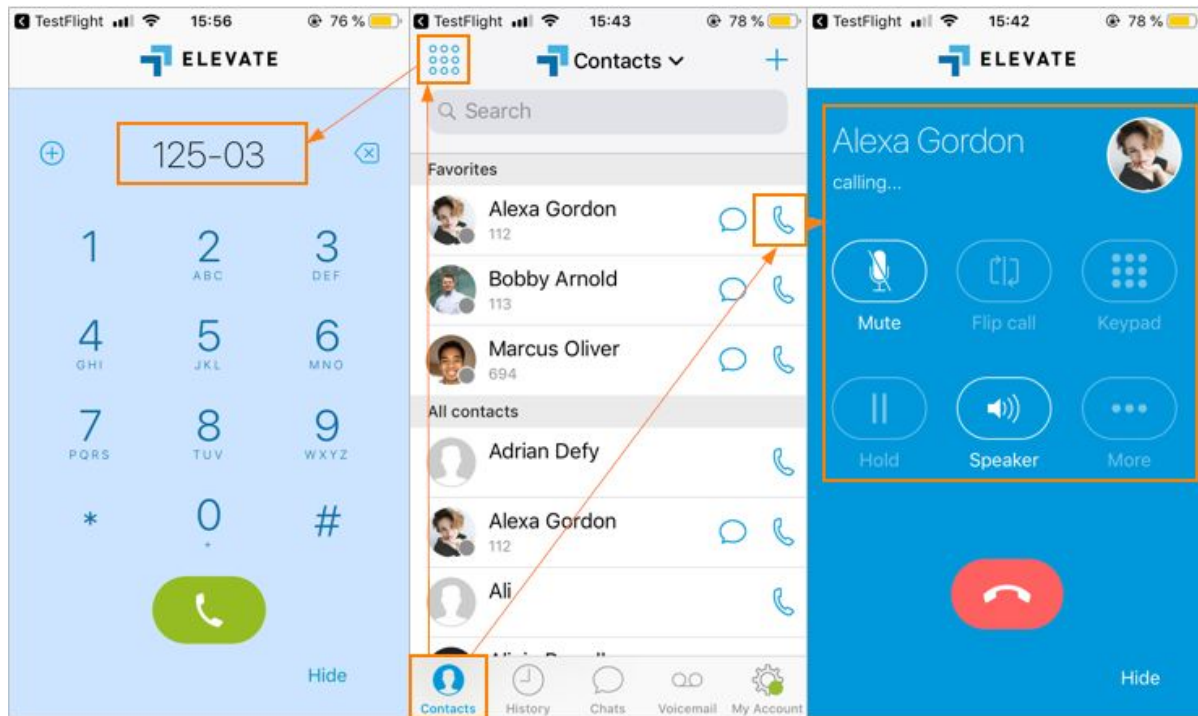 TestFlight 15:56 76 %
ELEVATE
125-03
1 2 3
ABC DEF
4 5 6
GHI JKL MNO
7 8 9
PQRS TUV WXYZ
* 0 #
+
Hide
TestFlight 15:43 78 %
Contacts
+
Search
Favorites
Alexa Gordon
112
Bobby Arnold
113
Marcus Oliver
694
All contacts
Adrian Defy
Alexa Gordon
112
Ali
Contacts History Chats Voicemail My Account
TestFlight 15:42 78 %
ELEVATE
Alexa Gordon
calling...
Mute Flip call Keypad
Hold Speaker More
Hide